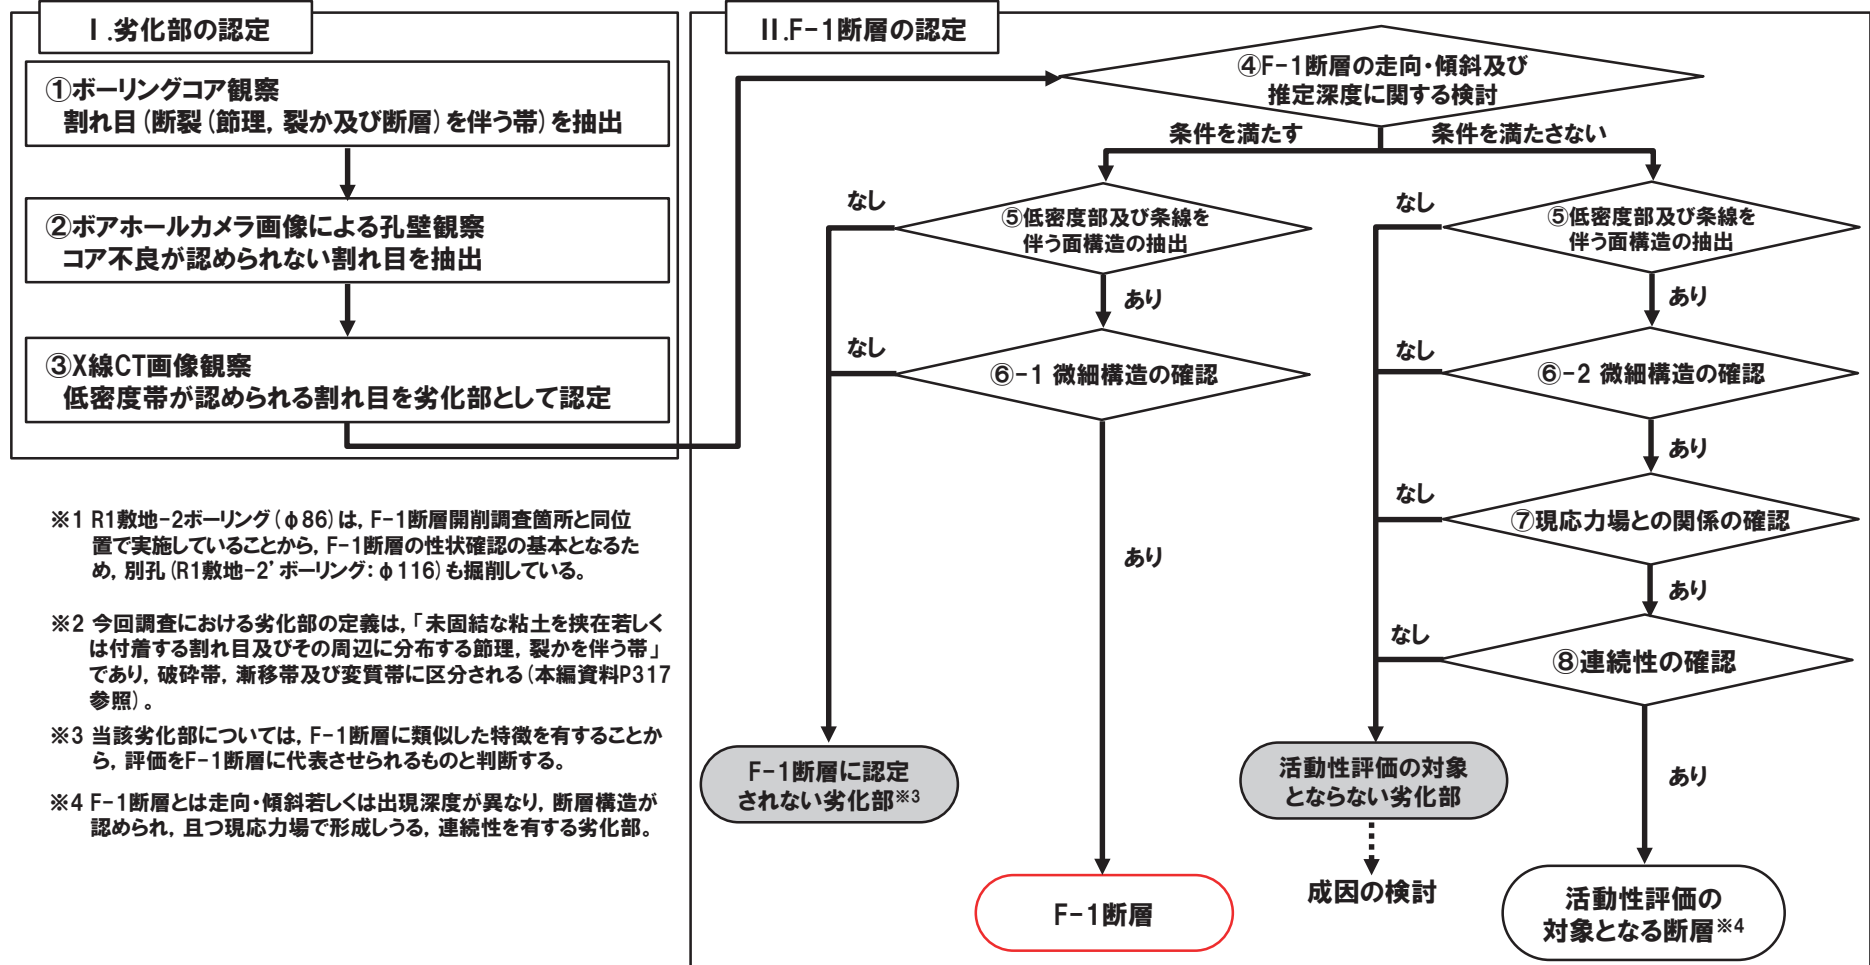 Ⅰ.劣化部の認定
①ボーリングコア観察
割れ目(断裂(節理，裂か及び断層)を伴う帯)を抽出
②ボアホールカメラ画像による孔壁観察
コア不良が認められない割れ目を抽出
③X線CT画像観察
低密度帯が認められる割れ目を劣化部として認定
※1 R1敷地-2ボーリング(φ86)は，F-1断層開削調査箇所と同位
置で実施していることから，F-1断層の性状確認の基本となるた
め，別孔(R1敷地-2'ボーリング：φ116)も掘削している。
※2 今回調査における劣化部の定義は，「未固結な粘土を挟在若しく
は付着する割れ目及びその周辺に分布する節理，裂かを伴う帯」
であり，破砕帯，漸移帯及び変質帯に区分される(本編資料P317
参照)。
※3 当該劣化部については，F-1断層に類似した特徴を有することか
ら，評価をF-1断層に代表させられるものと判断する。
※4 F-1断層とは走向・傾斜若しくは出現深度が異なり，断層構造が
認められ，且つ現応力場で形成しうる，連続性を有する劣化部。
Ⅱ.F-1断層の認定
④F-1断層の走向・傾斜及び
推定深度に関する検討
条件を満たす
条件を満たさない
なし
⑤低密度部及び条線を
伴う面構造の抽出
あり
なし
⑥-1 微細構造の確認
あり
F-1断層に認定
されない劣化部※3
F-1断層
なし
⑤低密度部及び条線を
伴う面構造の抽出
あり
なし
⑥-2 微細構造の確認
あり
なし
⑦現応力場との関係の確認
あり
なし
⑧連続性の確認
あり
活動性評価の対象
とならない劣化部
成因の検討
活動性評価の
対象となる断層※4